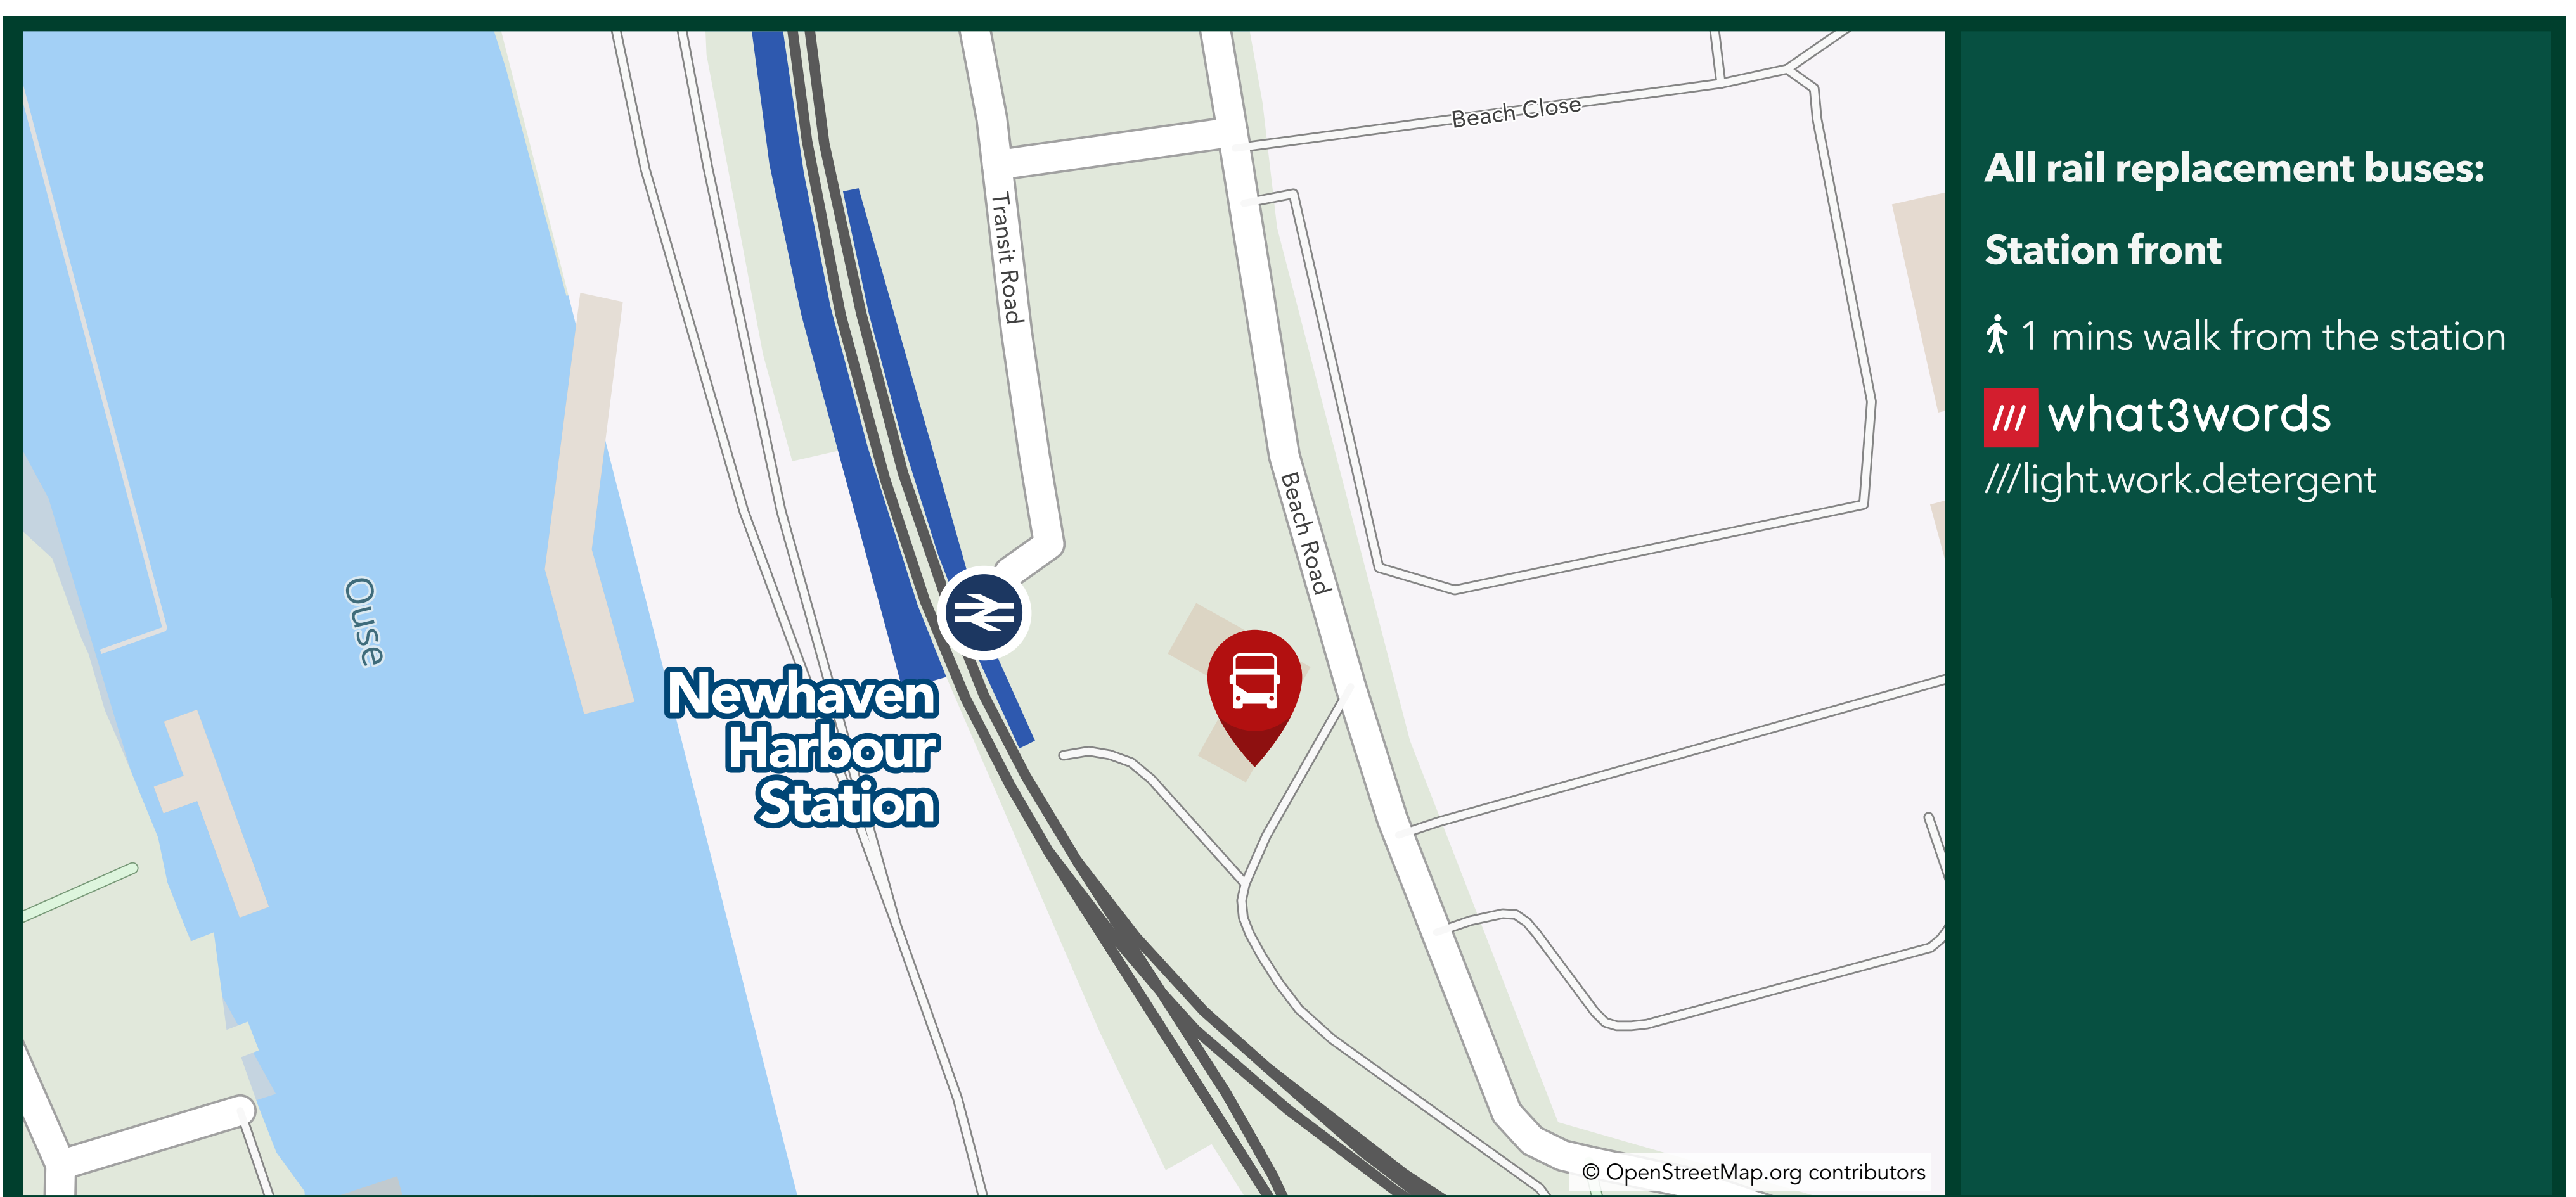 Beach Close
Transit Road
Beach Road
Ouse
Newhaven
Harbour
Station
© OpenStreetMap.org contributors
All rail replacement buses:
Station front
1 mins walk from the station
/// what3words
///light.work.detergent